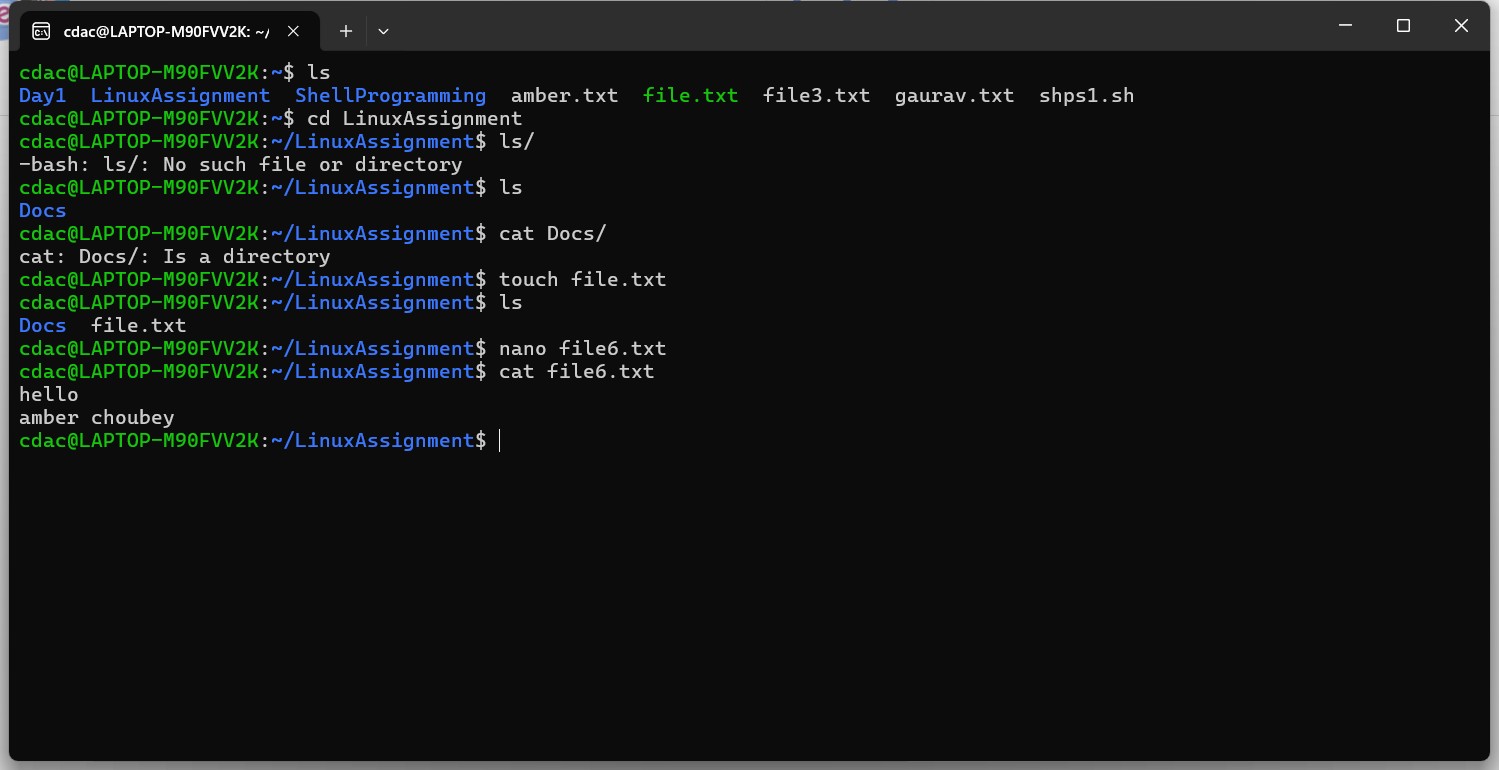 cdac@LAPTOP-M90FVV2K: ~/
cdac@LAPTOP-M90FVV2K:~$ ls
Day1  LinuxAssignment  ShellProgramming  amber.txt  file.txt  file3.txt  gaurav.txt  shps1.sh
cdac@LAPTOP-M90FVV2K:~$ cd LinuxAssignment
cdac@LAPTOP-M90FVV2K:~/LinuxAssignment$ ls/
-bash: ls/: No such file or directory
cdac@LAPTOP-M90FVV2K:~/LinuxAssignment$ ls
Docs
cdac@LAPTOP-M90FVV2K:~/LinuxAssignment$ cat Docs/
cat: Docs/: Is a directory
cdac@LAPTOP-M90FVV2K:~/LinuxAssignment$ touch file.txt
cdac@LAPTOP-M90FVV2K:~/LinuxAssignment$ ls
Docs  file.txt
cdac@LAPTOP-M90FVV2K:~/LinuxAssignment$ nano file6.txt
cdac@LAPTOP-M90FVV2K:~/LinuxAssignment$ cat file6.txt
hello
amber choubey
cdac@LAPTOP-M90FVV2K:~/LinuxAssignment$